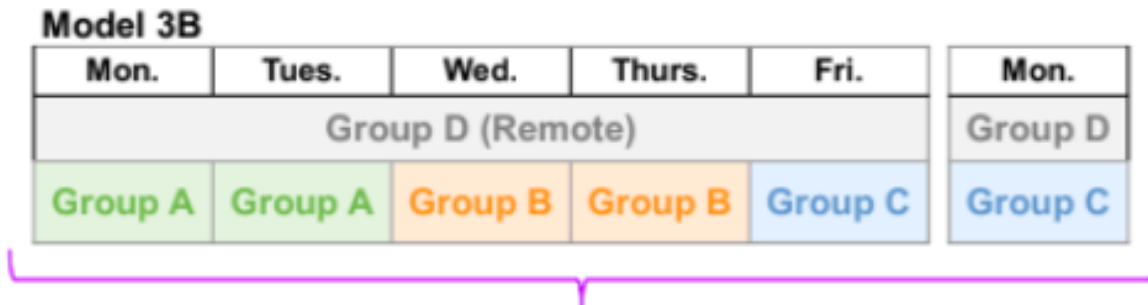 Model 3B
Mon. Tues. Wed. Thurs. Fri. Mon.
Group D (Remote) Group D
Group A Group A Group B Group B Group C Group C